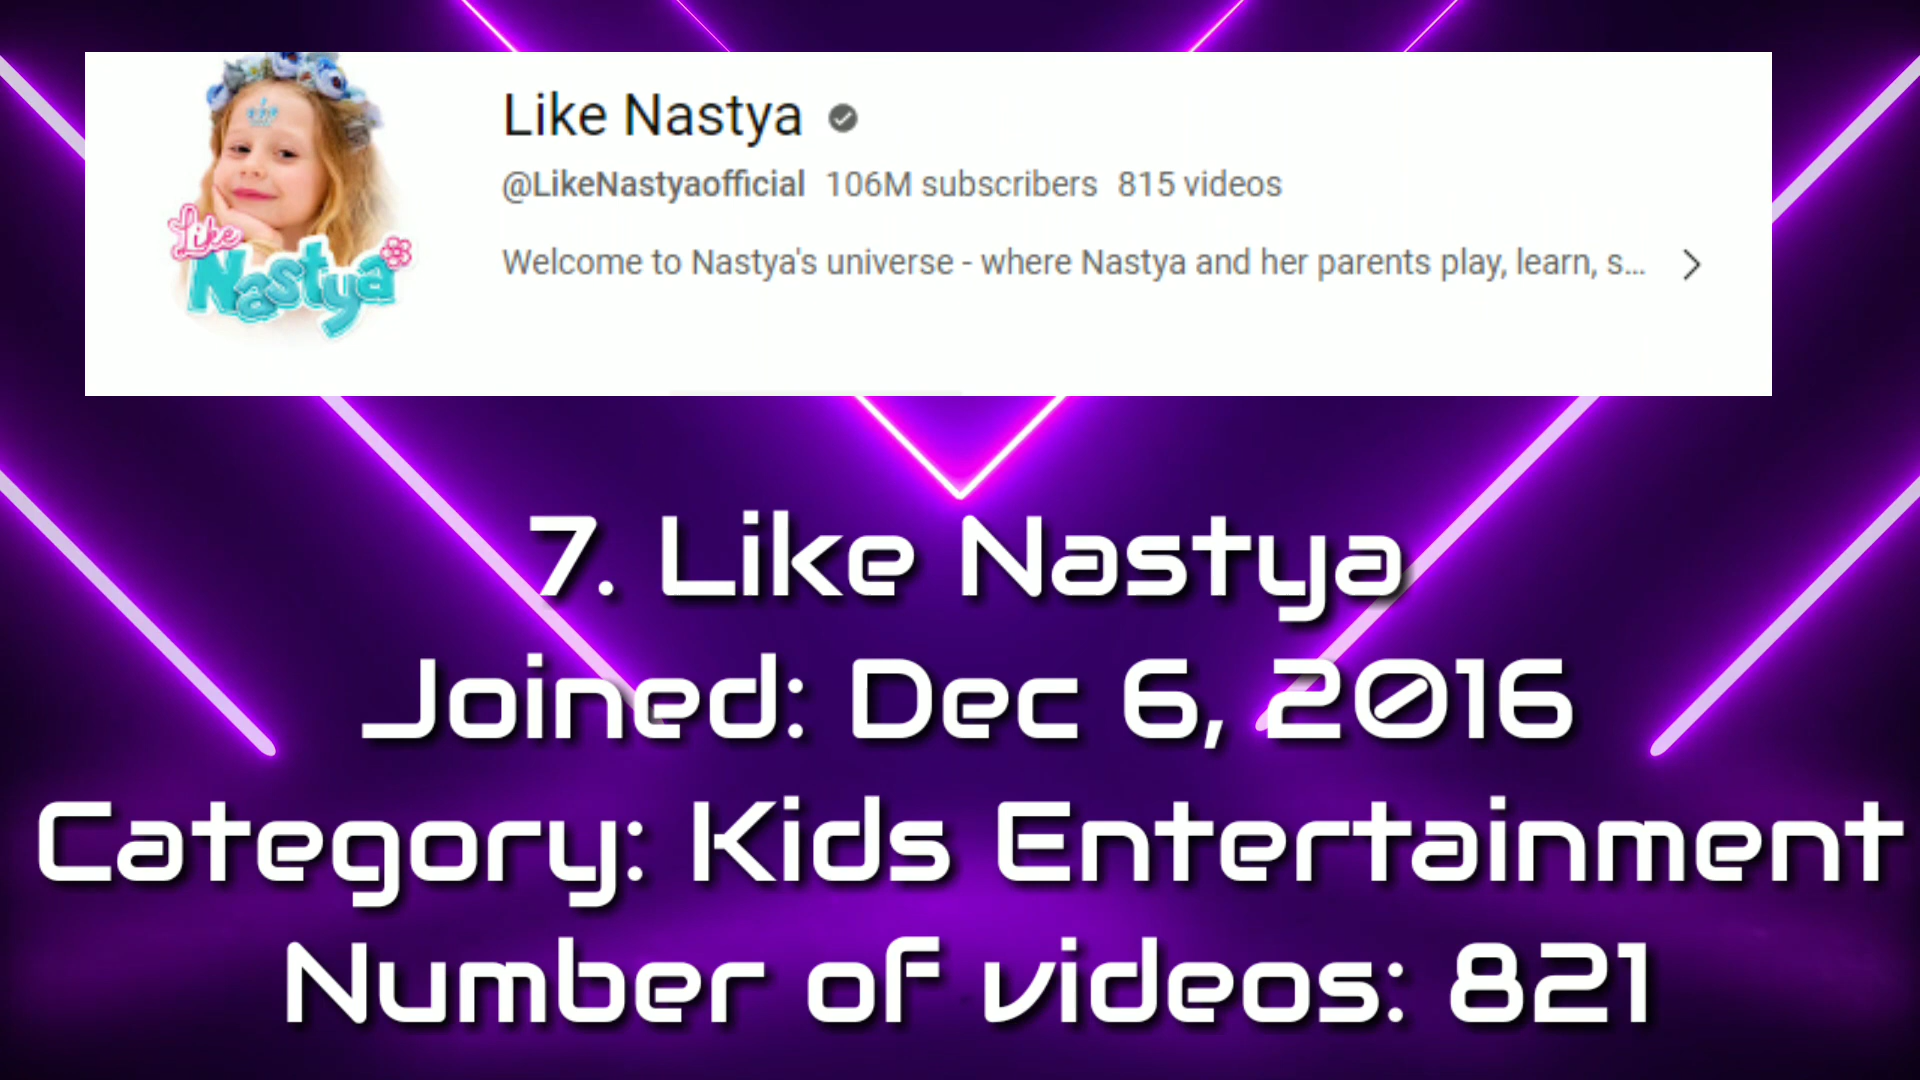 Like Nastya
@LikeNastyaofficial 106M subscribers 815 videos
Welcome to Nastya's universe - where Nastya and her parents play, learn, s...
Like
Nastya
7. Like Nastya
Joined: Dec 6, 2016
Category: Kids Entertainment
Number of videos: 821